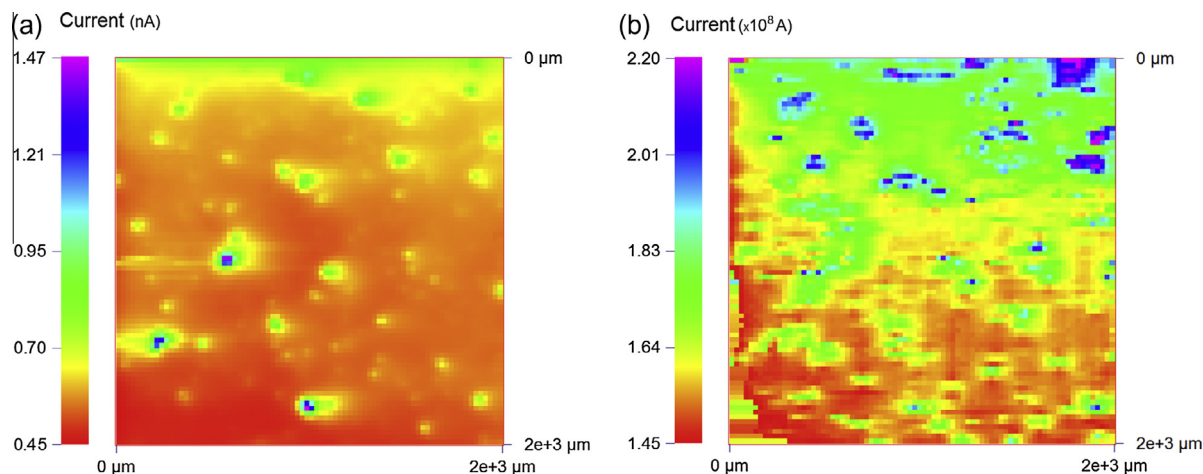 (a) Current (nA)
1.47
1.21
0.95
0.70
0.45
0 µm
2e+3 µm
0 µm
2e+3 µm
(b) Current (x10⁸ A)
2.20
2.01
1.83
1.64
1.45
0 µm
2e+3 µm
0 µm
2e+3 µm